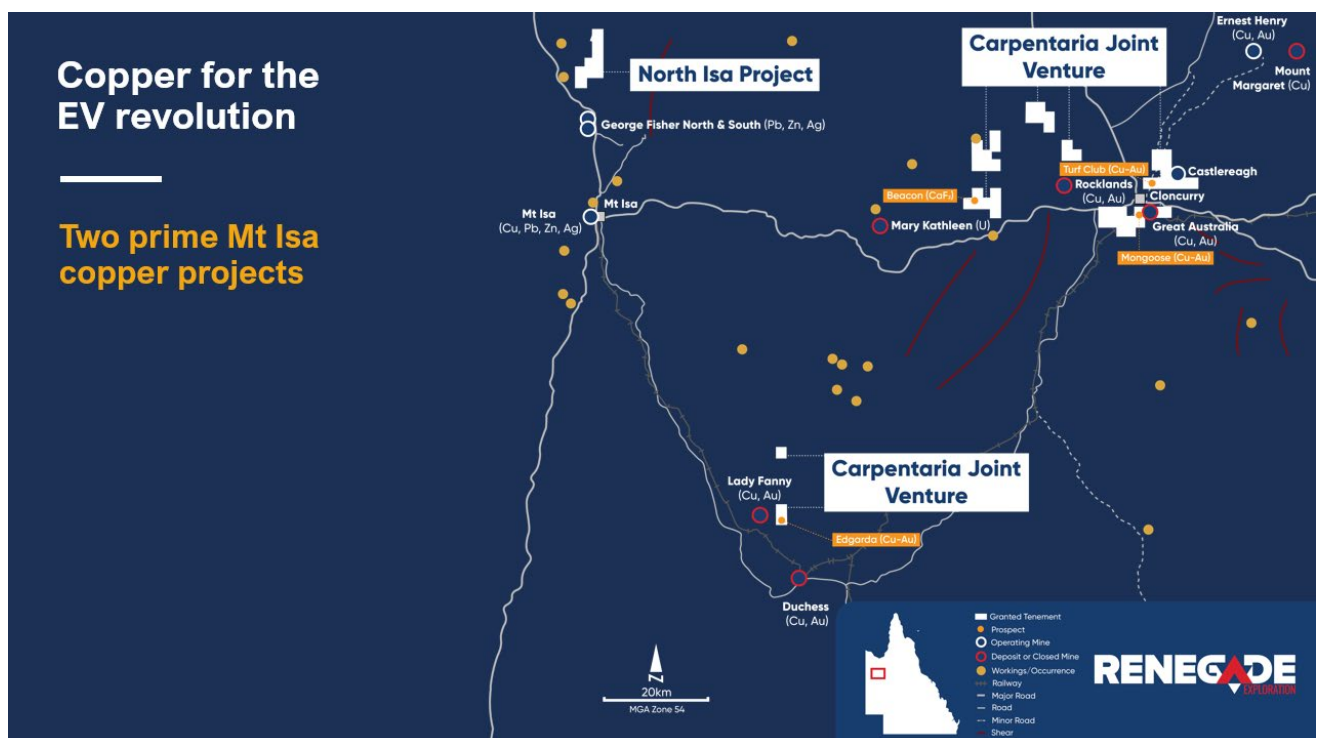 Copper for the
EV revolution
Two prime Mt Isa
copper projects
North Isa Project
Carpentaria Joint
Venture
Ernest Henry
(Cu, Au)
Mount
Margaret (Cu)
George Fisher North & South (Pb, Zn, Ag)
Turf Club (Cu-Au)
Castlereagh
Beacon (CaF₂)
Rocklands
(Cu, Au)
Cloncurry
Mt Isa
Mt Isa
(Cu, Pb, Zn, Ag)
Mary Kathleen (U)
Great Australia
(Cu, Au)
Mongoose (Cu-Au)
Carpentaria Joint
Venture
Lady Fanny
(Cu, Au)
Edgarda (Cu-Au)
Duchess
(Cu, Au)
N
20km
MGA Zone 54
Granted Tenement
Prospect
Operating Mine
Deposit or Closed Mine
Workings/Occurrence
Railway
Major Road
Road
Minor Road
Shear
RENEGADE
EXPLORATION